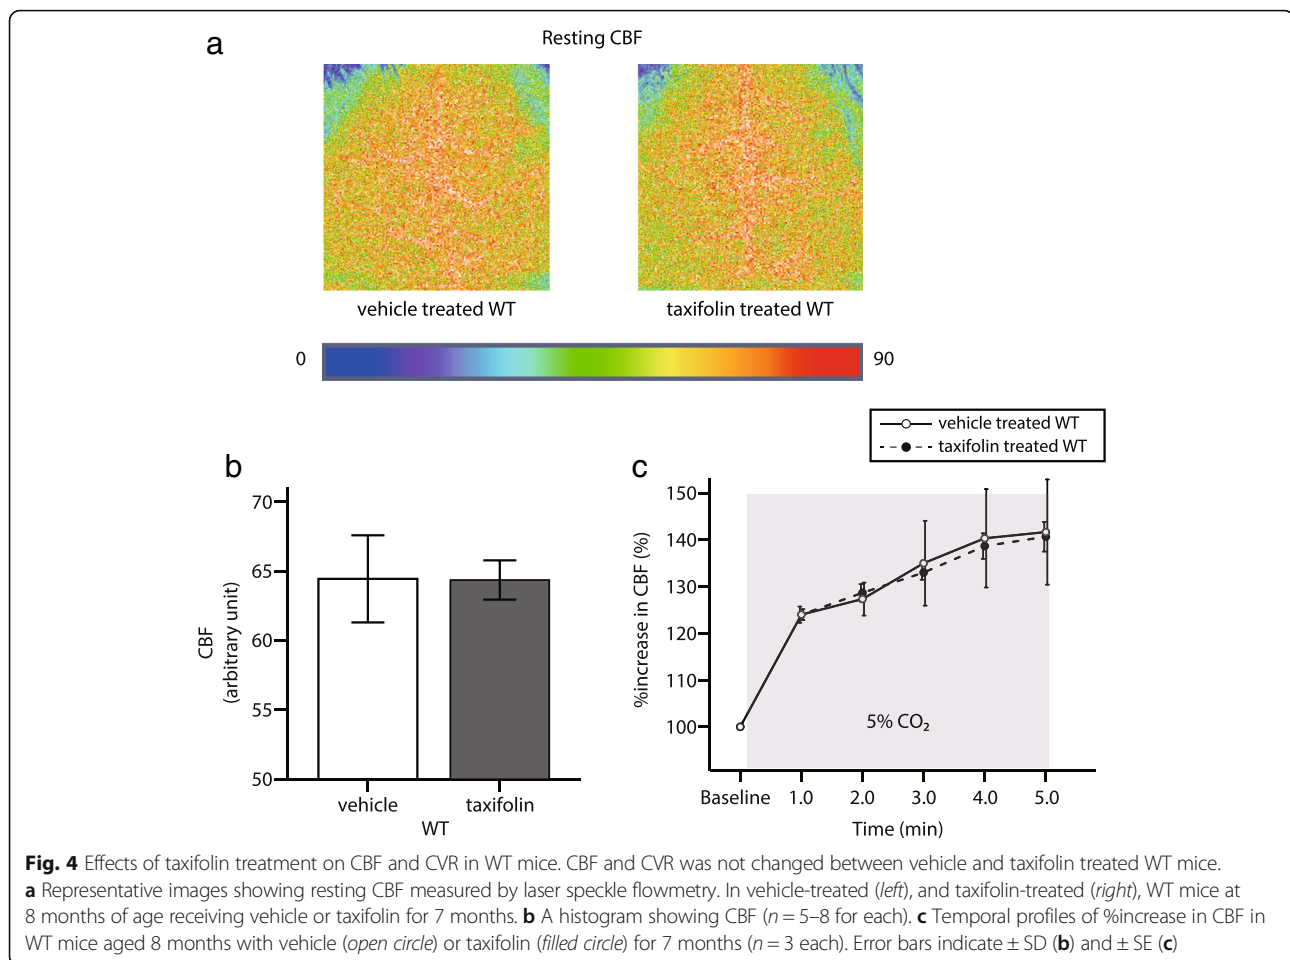 a
Resting CBF
vehicle treated WT
taxifolin treated WT
0
90
b
70
65
60
55
50
CBF
(arbitrary unit)
vehicle
taxifolin
WT
c
vehicle treated WT
taxifolin treated WT
150
140
130
120
110
100
%increase in CBF (%)
5% CO₂
Baseline 1.0 2.0 3.0 4.0 5.0
Time (min)
Fig. 4 Effects of taxifolin treatment on CBF and CVR in WT mice. CBF and CVR was not changed between vehicle and taxifolin treated WT mice.
a Representative images showing resting CBF measured by laser speckle flowmetry. In vehicle-treated (left), and taxifolin-treated (right), WT mice at
8 months of age receiving vehicle or taxifolin for 7 months. b A histogram showing CBF (n = 5–8 for each). c Temporal profiles of %increase in CBF in
WT mice aged 8 months with vehicle (open circle) or taxifolin (filled circle) for 7 months (n = 3 each). Error bars indicate ± SD (b) and ± SE (c)